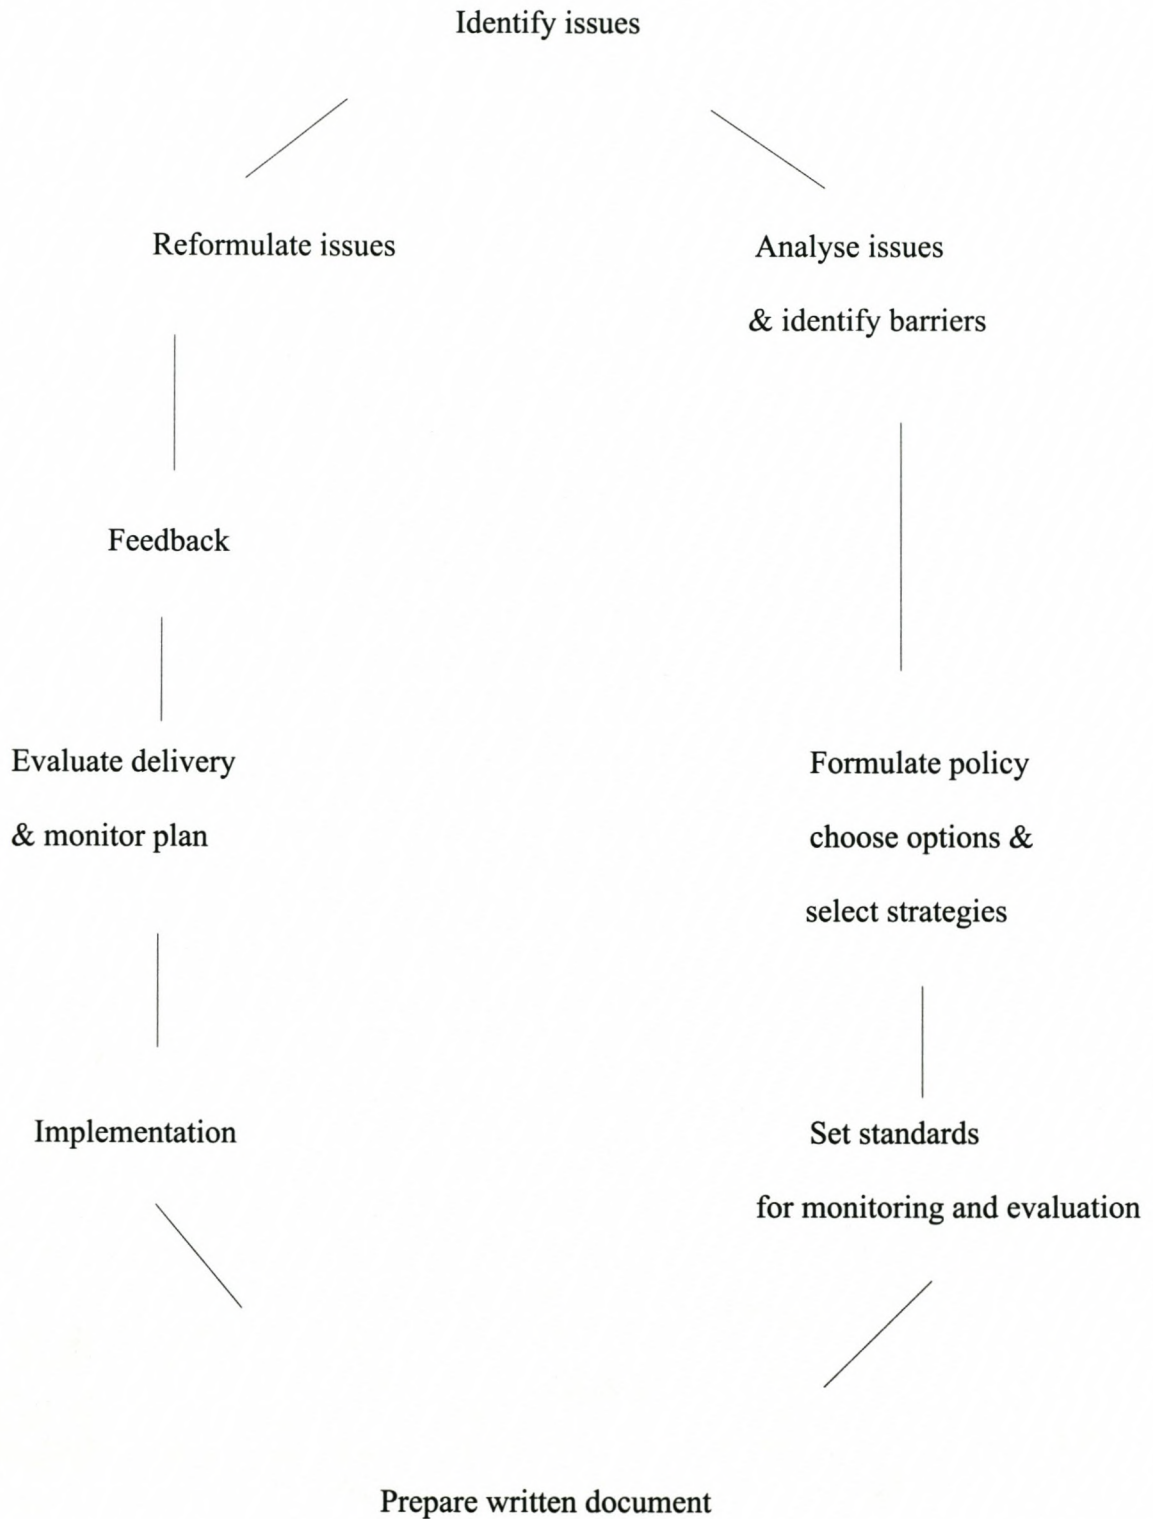 Identify issues
Reformulate issues
Analyse issues
& identify barriers
Feedback
Evaluate delivery
& monitor plan
Formulate policy
choose options &
select strategies
Implementation
Set standards
for monitoring and evaluation
Prepare written document